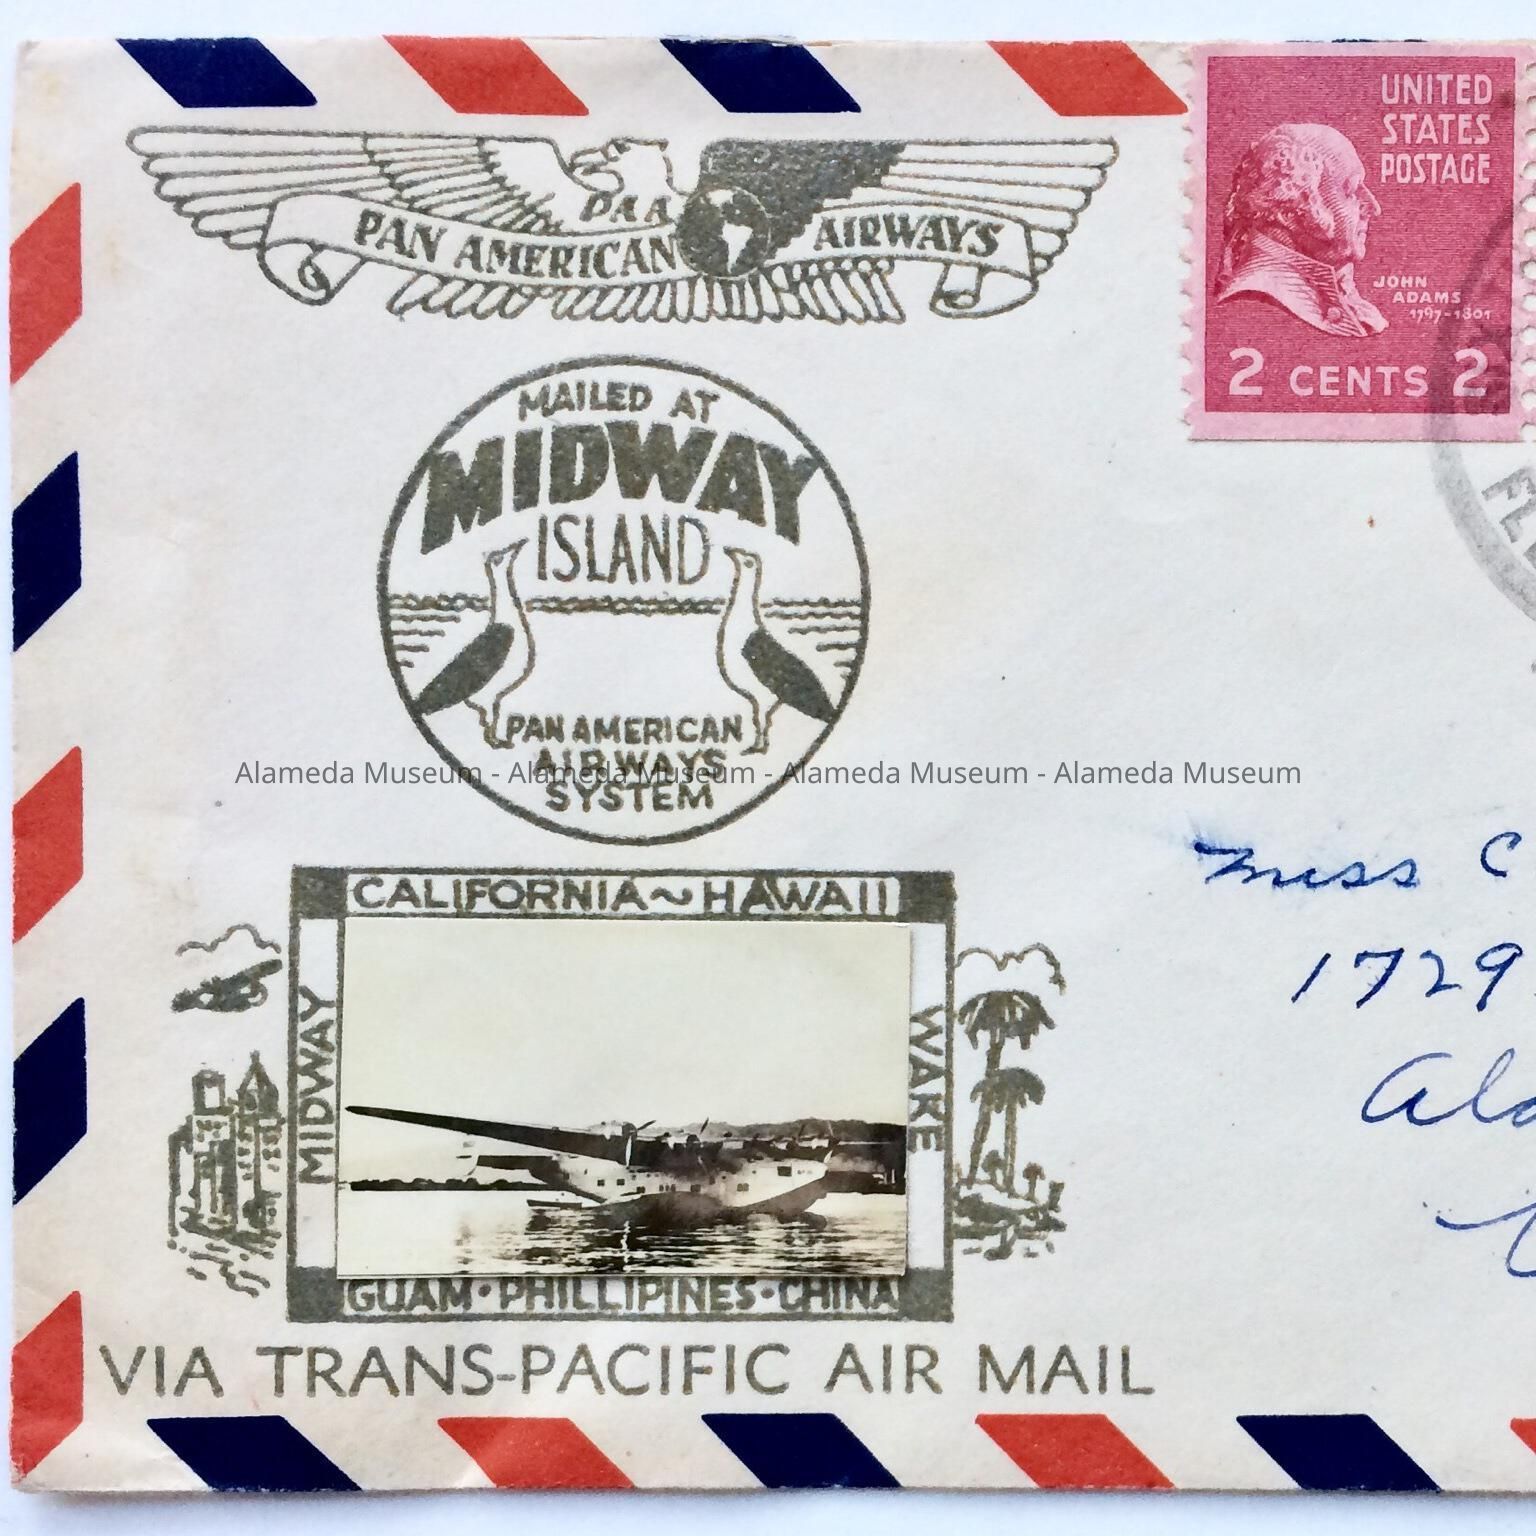 PAA
PAN AMERICAN AIRWAYS
UNITED
STATES
POSTAGE
JOHN
ADAMS
1797-1801
2 CENTS 2
MAILED AT
MIDWAY
ISLAND
PAN AMERICAN
AIRWAYS
SYSTEM
Alameda Museum - Alameda Museum - Alameda Museum - Alameda Museum
Miss C
1729
Ala
CALIFORNIA~HAWAII
MIDWAY
WAKE
GUAM·PHILLIPINES·CHINA
VIA TRANS-PACIFIC AIR MAIL